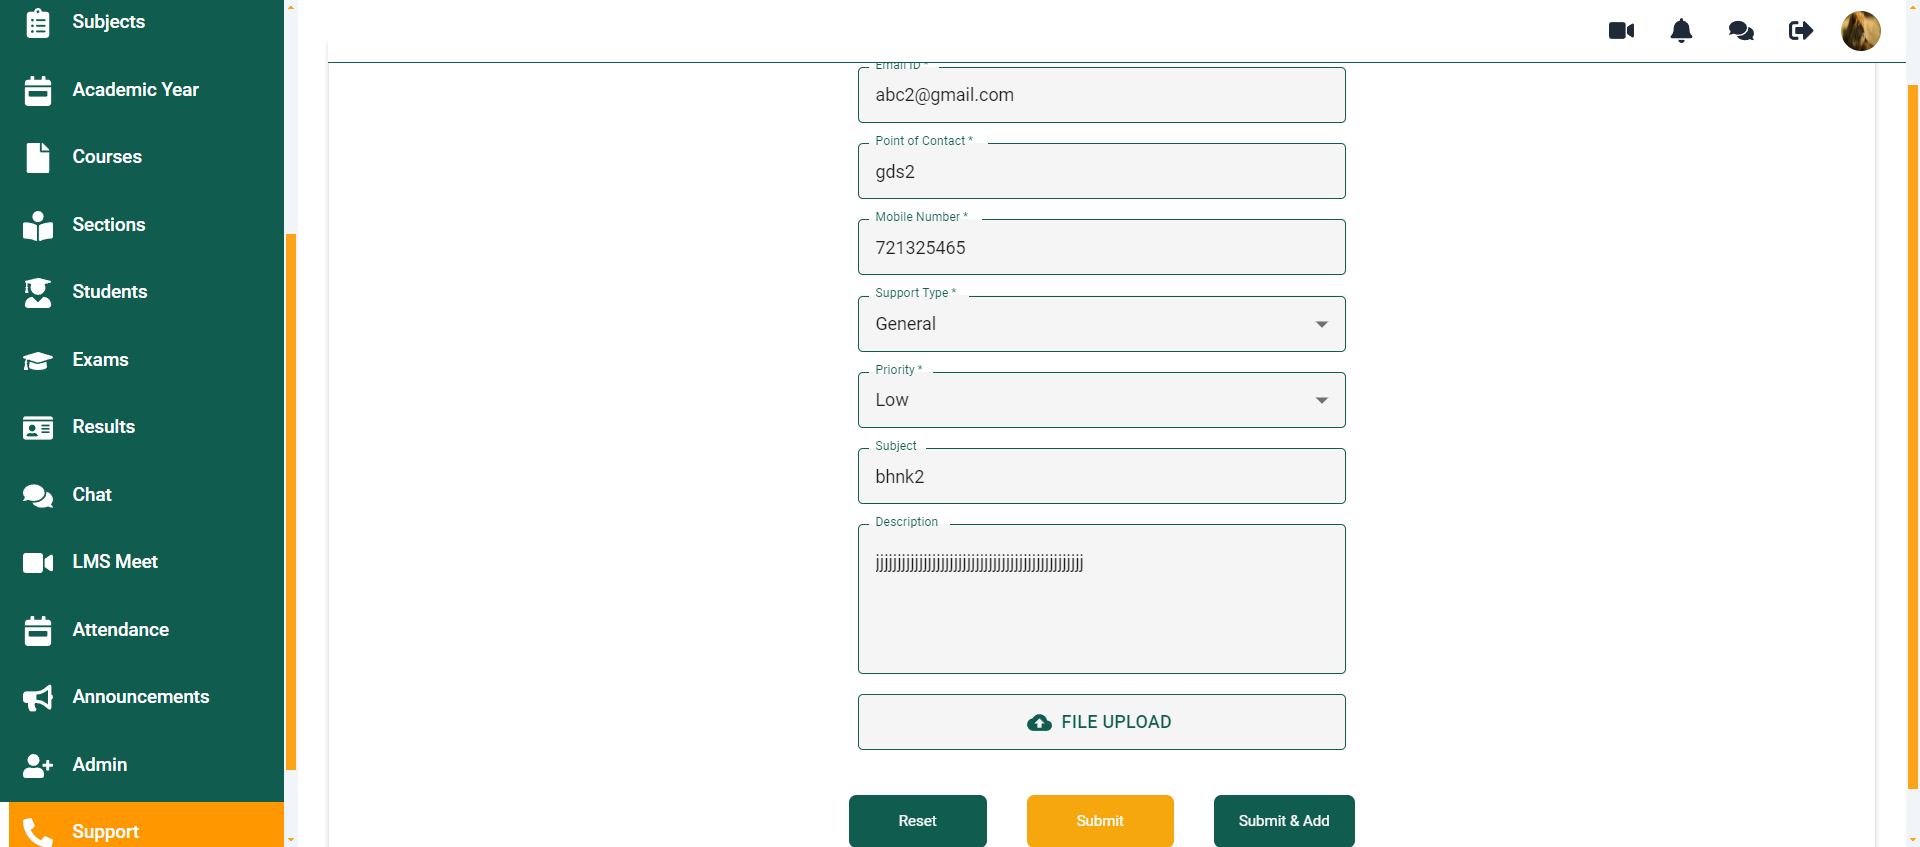 Subjects
Academic Year
Courses
Sections
Students
Exams
Results
Chat
LMS Meet
Attendance
Announcements
Admin
Support
Email ID *
abc2@gmail.com
Point of Contact *
gds2
Mobile Number *
721325465
Support Type *
General
Priority *
Low
Subject
bhnk2
Description
jjjjjjjjjjjjjjjjjjjjjjjjjjjjjjjjjjjjjjjjjjjjjjjj
FILE UPLOAD
Reset
Submit
Submit & Add